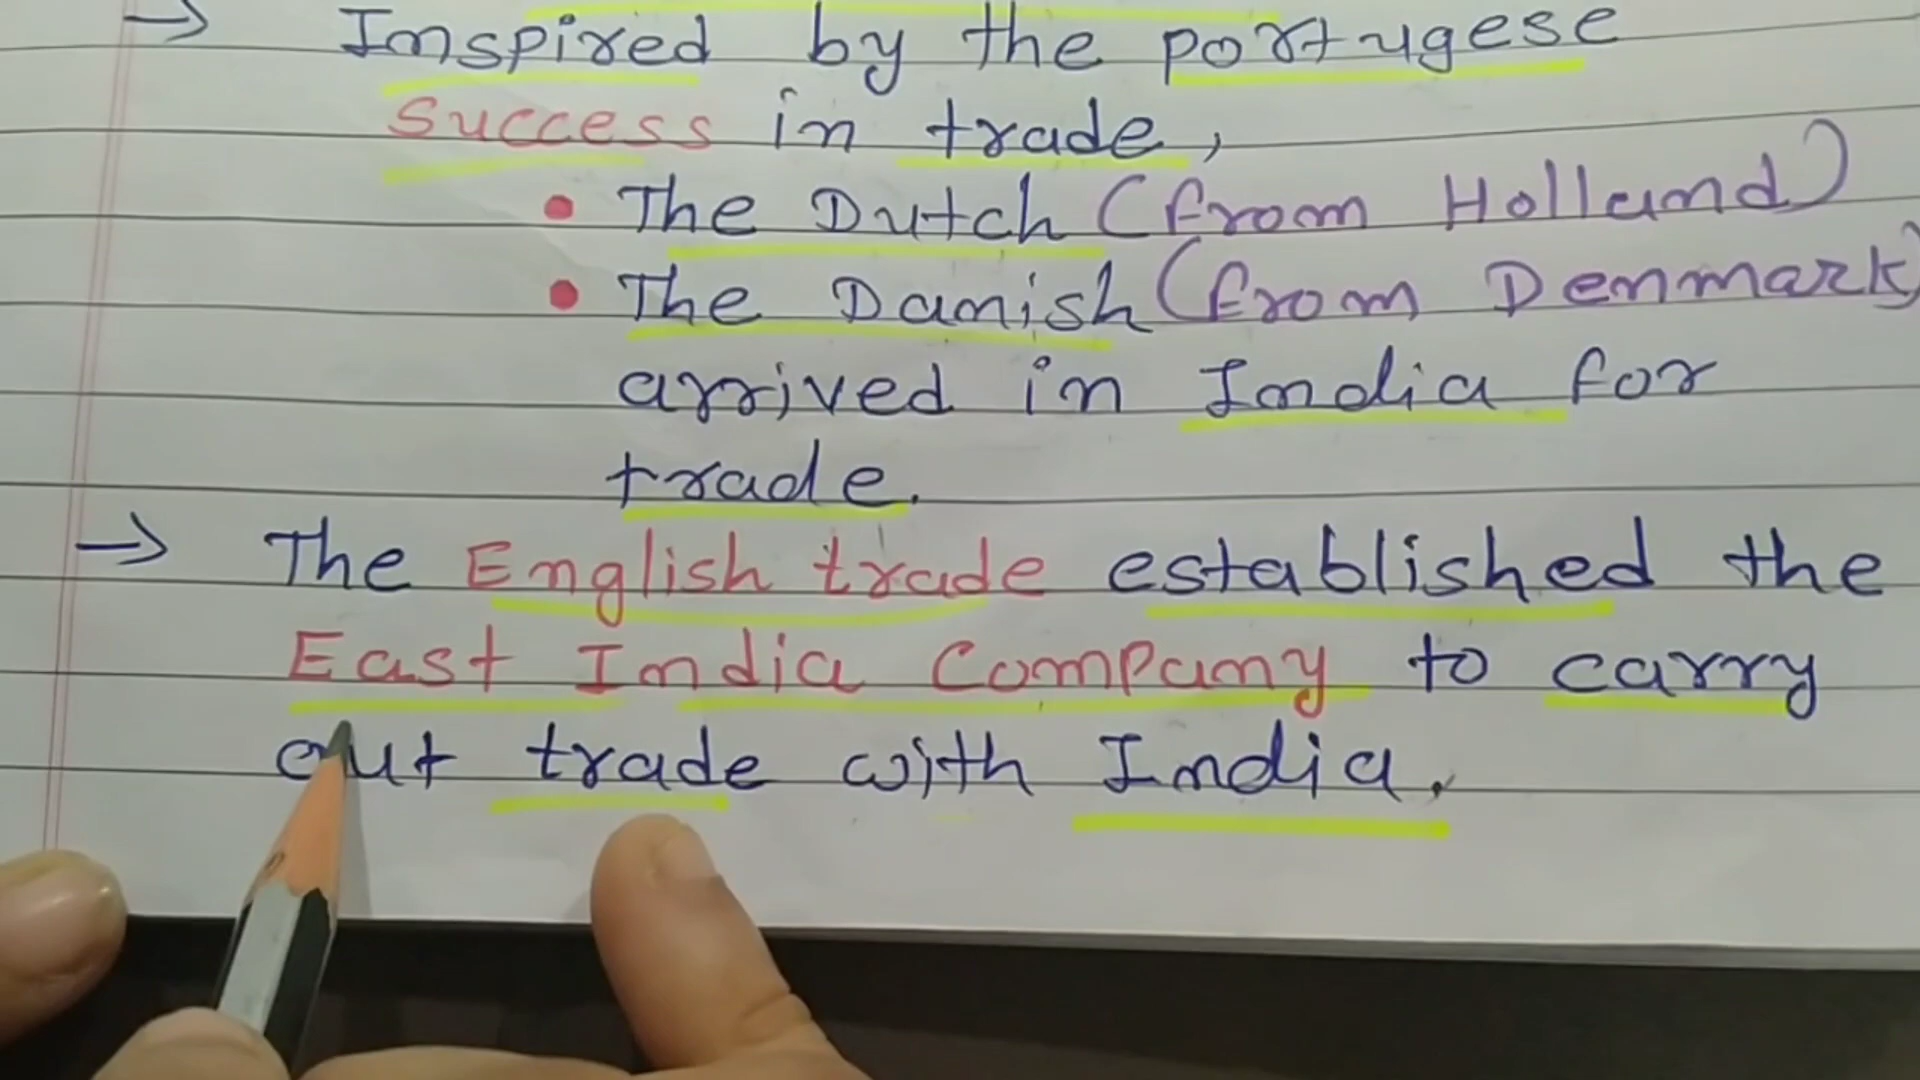 → Inspired by the portugese
Success in trade,
• The Dutch (from Holland)
• The Danish (from Denmark)
arrived in India for
trade.
→ The English trade established the
East India Company to carry
out trade with India.